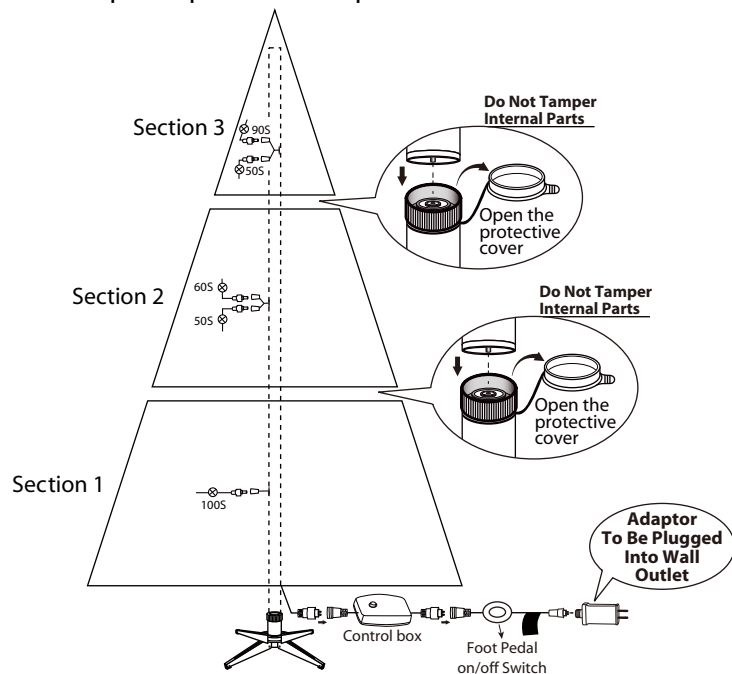 Do Not Tamper
Internal Parts
Section 3
90S
50S
Open the
protective
cover
Section 2
60S
50S
Do Not Tamper
Internal Parts
Open the
protective
cover
Section 1
100S
Adaptor
To Be Plugged
Into Wall
Outlet
Control box
Foot Pedal
on/off Switch